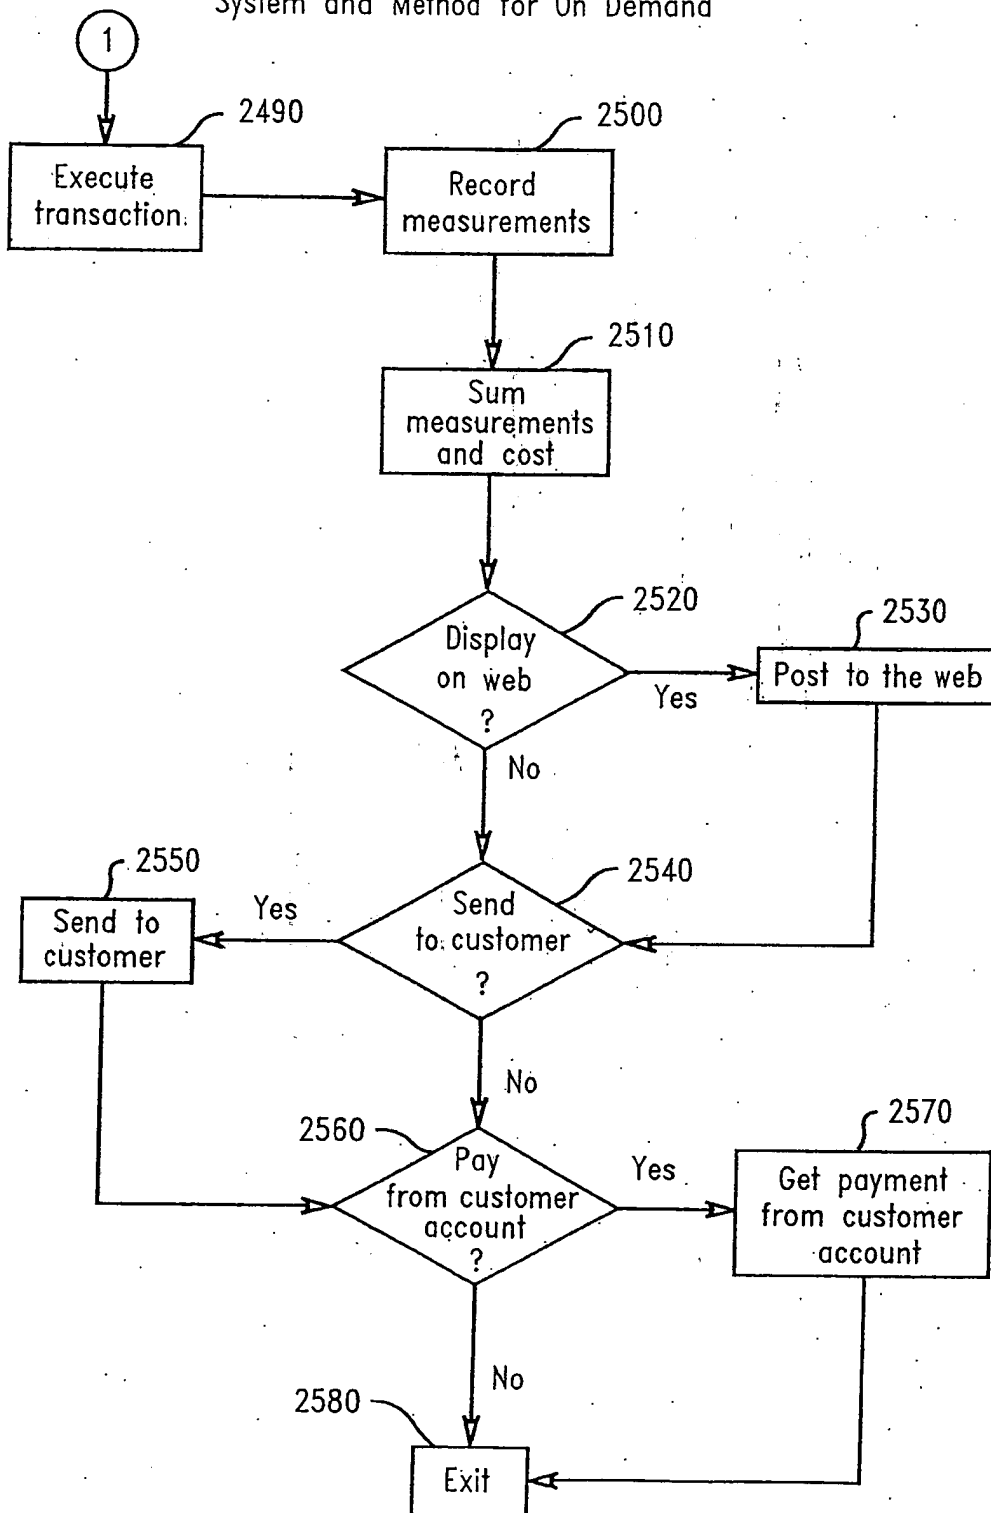 System and Method for On Demand
1
2490
Execute
transaction
2500
Record
measurements
2510
Sum
measurements
and cost
2520
Display
on web
?
Yes
2530
Post to the web
No
2540
Send
to customer
?
Yes
2550
Send to
customer
No
2560
Pay
from customer
account
?
Yes
2570
Get payment
from customer
account
No
2580
Exit